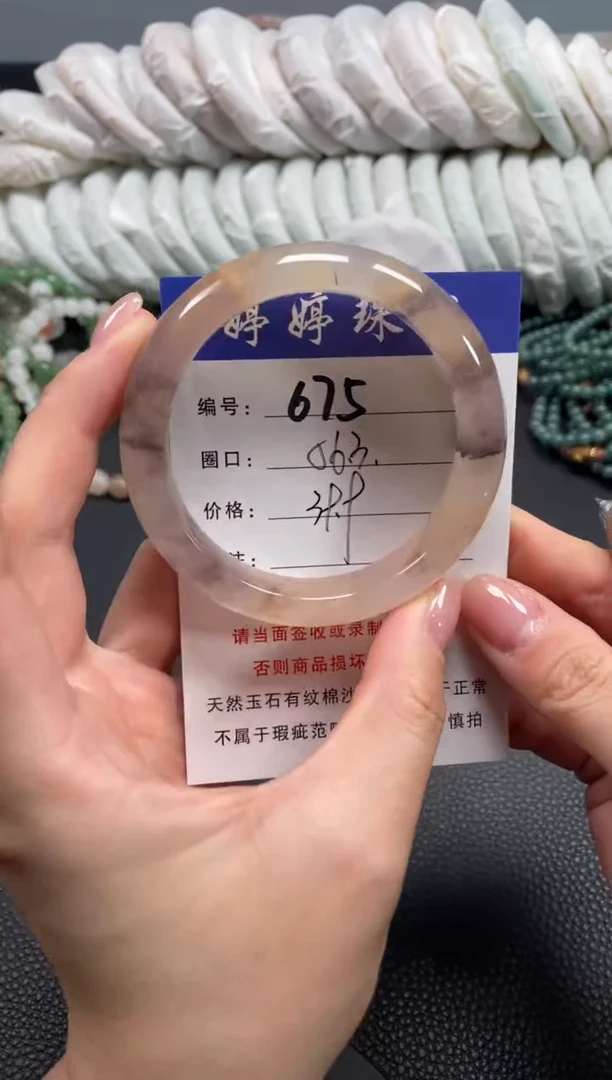 婷婷珠
编号： 675
圈口： 063.
价格：
请当面签收或录制
否则商品损坏
天然玉石有纹棉沙 正常
不属于瑕疵范 慎拍